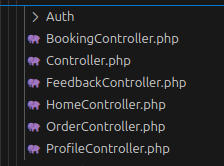 Auth
BookingController.php
Controller.php
FeedbackController.php
HomeController.php
OrderController.php
ProfileController.php